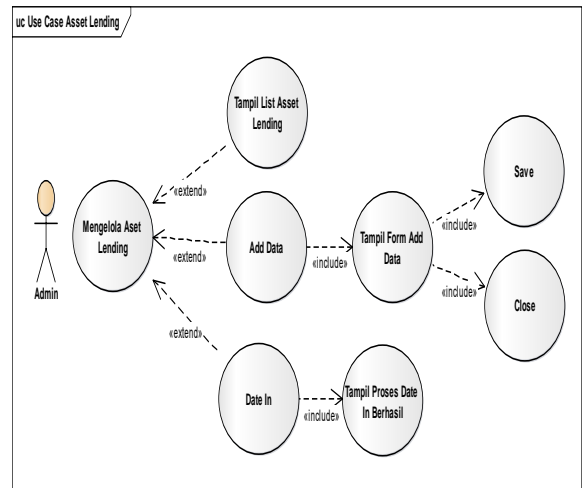 uc Use Case Asset Lending
Tampil List Asset
Lending
«extend»
Mengelola Aset
Lending
Admin
«extend»
Add Data
«include»
Tampil Form Add
Data
«include»
Save
«include»
Close
«extend»
Date In
«include»
Tampil Proses Date
In Berhasil